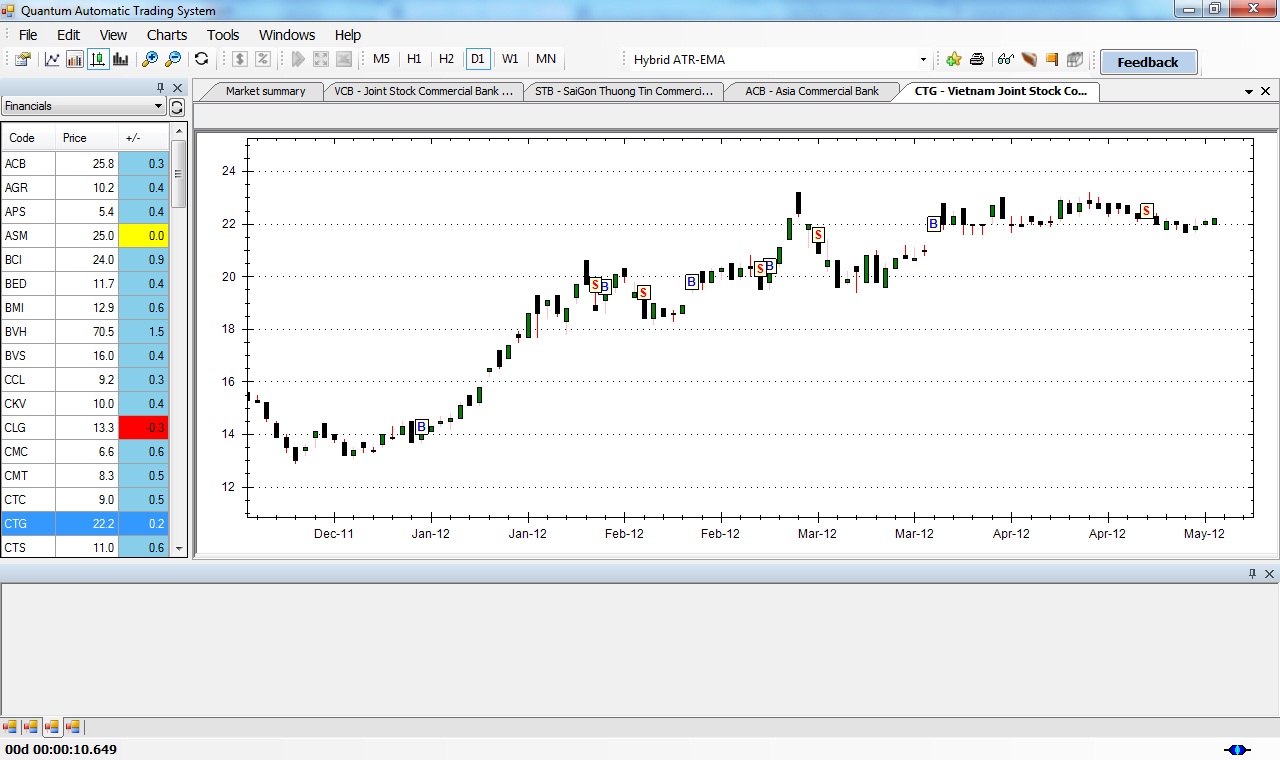 Quantum Automatic Trading System
File Edit View Charts Tools Windows Help
$ % M5 H1 H2 D1 W1 MN Hybrid ATR-EMA Feedback
Market summary VCB - Joint Stock Commercial Bank ... STB - SaiGon Thuong Tin Commerci... ACB - Asia Commercial Bank CTG - Vietnam Joint Stock Co...
Financials
Code Price +/-
ACB 25.8 0.3
AGR 10.2 0.4
APS 5.4 0.4
ASM 25.0 0.0
BCI 24.0 0.9
BED 11.7 0.4
BMI 12.9 0.6
BVH 70.5 1.5
BVS 16.0 0.4
CCL 9.2 0.3
CKV 10.0 0.4
CLG 13.3 -0.3
CMC 6.6 0.6
CMT 8.3 0.5
CTC 9.0 0.5
CTG 22.2 0.2
CTS 11.0 0.6
24
22
20
18
16
14
12
B S B S B S B S B S
Dec-11 Jan-12 Jan-12 Feb-12 Feb-12 Mar-12 Mar-12 Apr-12 Apr-12 May-12
00d 00:00:10.649